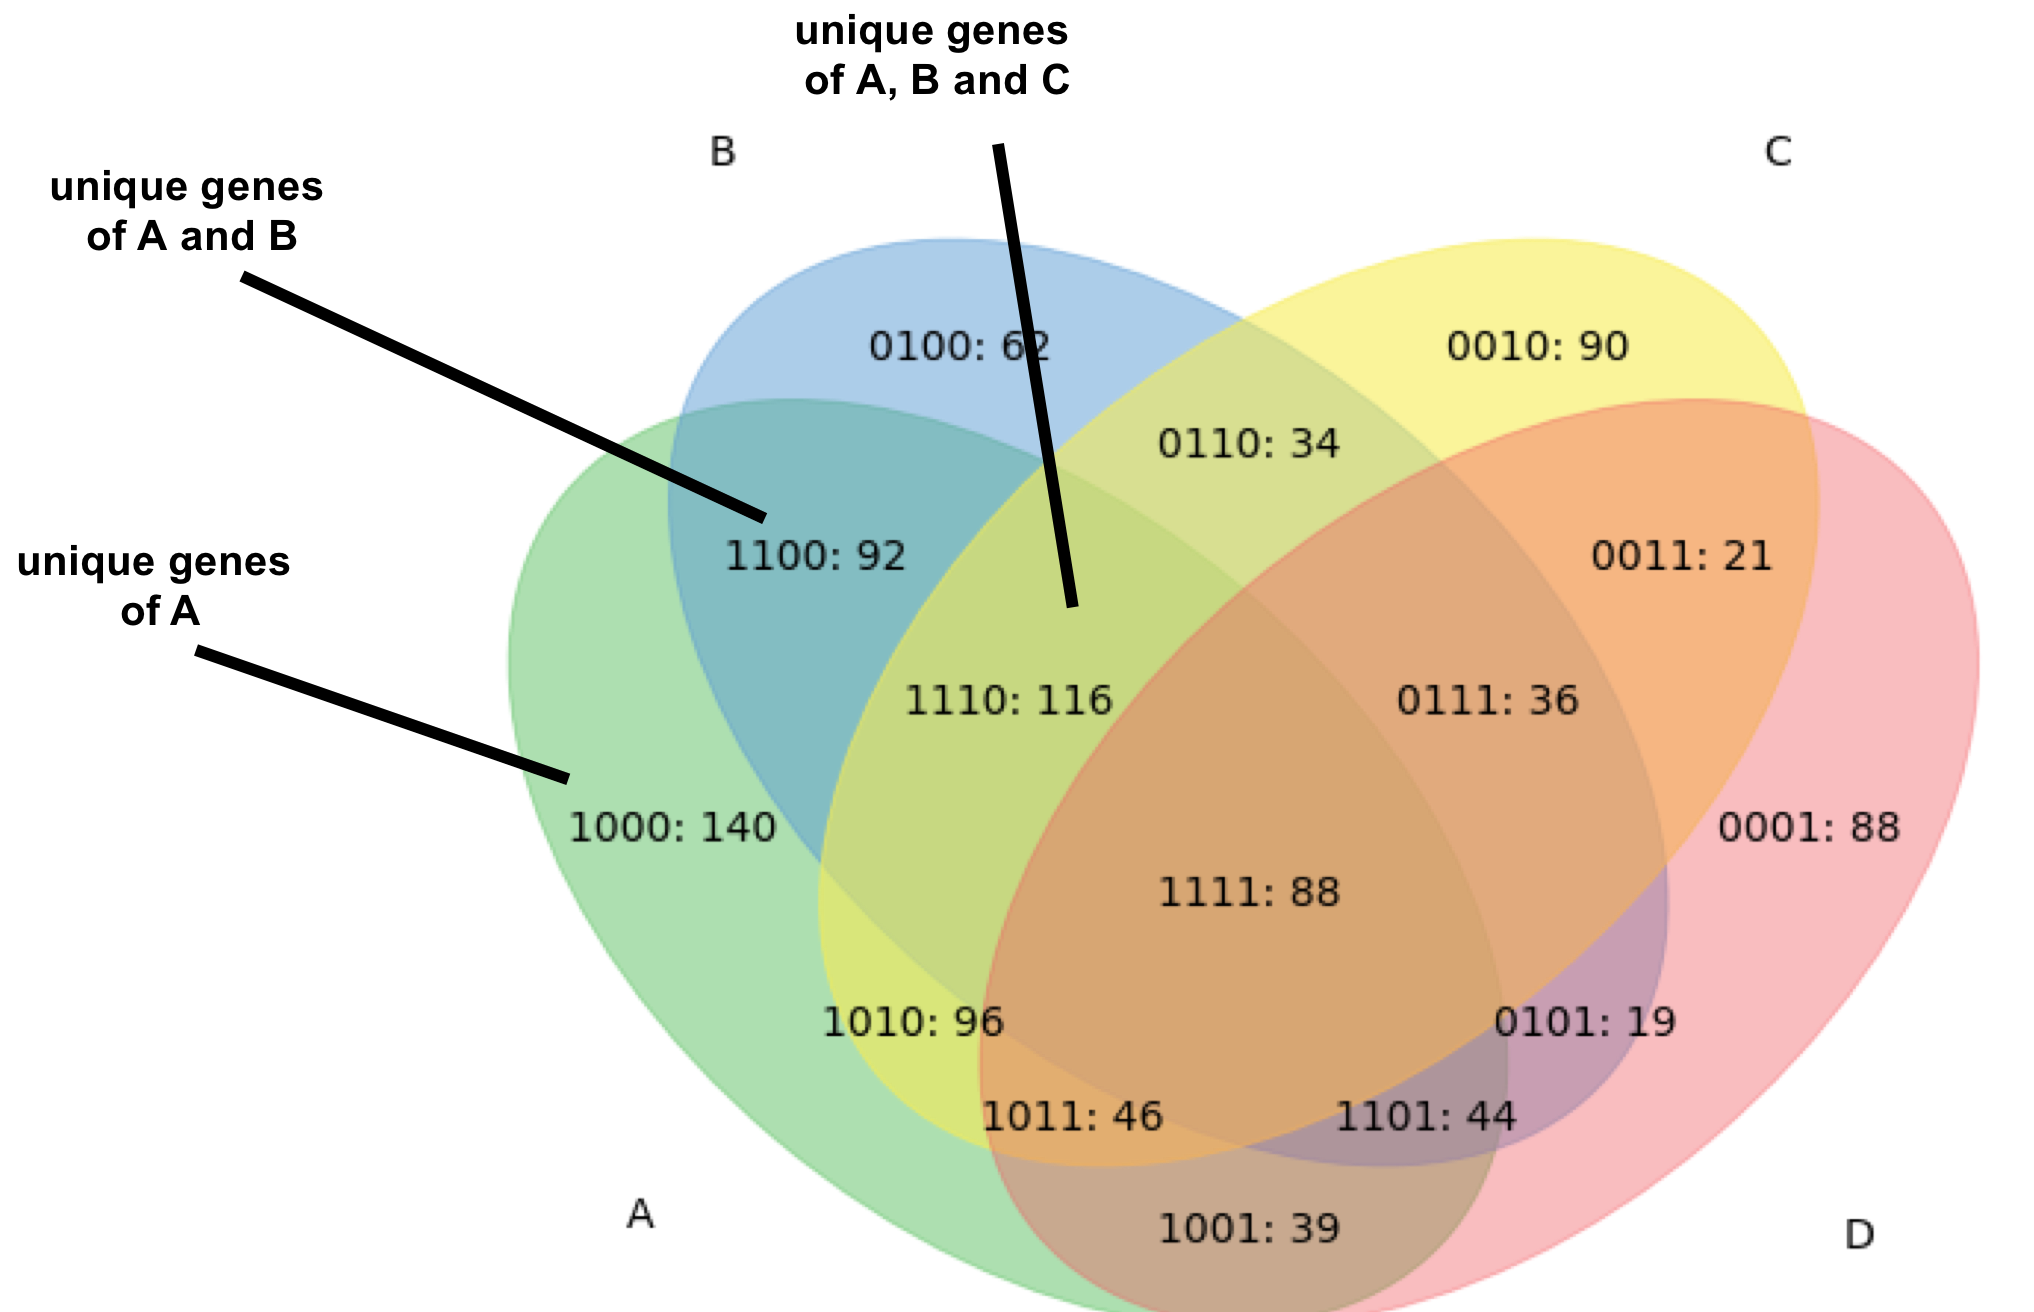 unique genes
of A, B and C
B
C
unique genes
of A and B
0100: 62
0010: 90
0110: 34
unique genes
of A
1100: 92
0011: 21
1110: 116
0111: 36
1000: 140
0001: 88
1111: 88
1010: 96
0101: 19
1011: 46
1101: 44
A
1001: 39
D